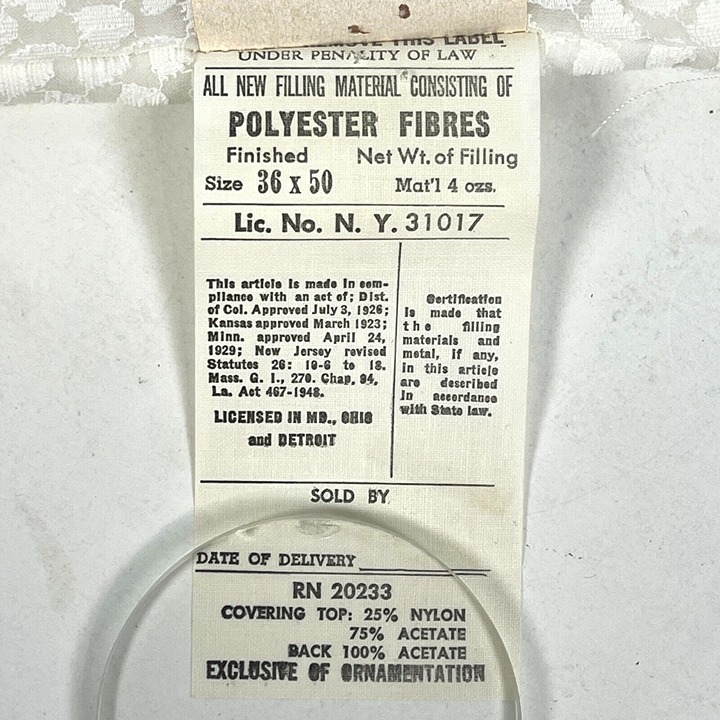 REMOVE THIS LABEL
UNDER PENALITY OF LAW
ALL NEW FILLING MATERIAL CONSISTING OF
POLYESTER FIBRES
Finished Net Wt. of Filling
Size 36 x 50 Mat'l 4 ozs.
Lic. No. N. Y. 31017
This article is made in com-
pliance with an act of; Dist.
of Col. Approved July 3, 1926;
Kansas approved March 1923;
Minn. approved April 24,
1929; New Jersey revised
Statutes 26: 10-6 to 18.
Mass. G. I., 270. Chap. 94,
La. Act 467-1948.
LICENSED IN MD., OHIO
and DETROIT
Certification
is made that
the filling
materials and
metal, if any,
in this article
are described
in accordance
with State law.
SOLD BY
DATE OF DELIVERY
RN 20233
COVERING TOP: 25% NYLON
75% ACETATE
BACK 100% ACETATE
EXCLUSIVE OF ORNAMENTATION